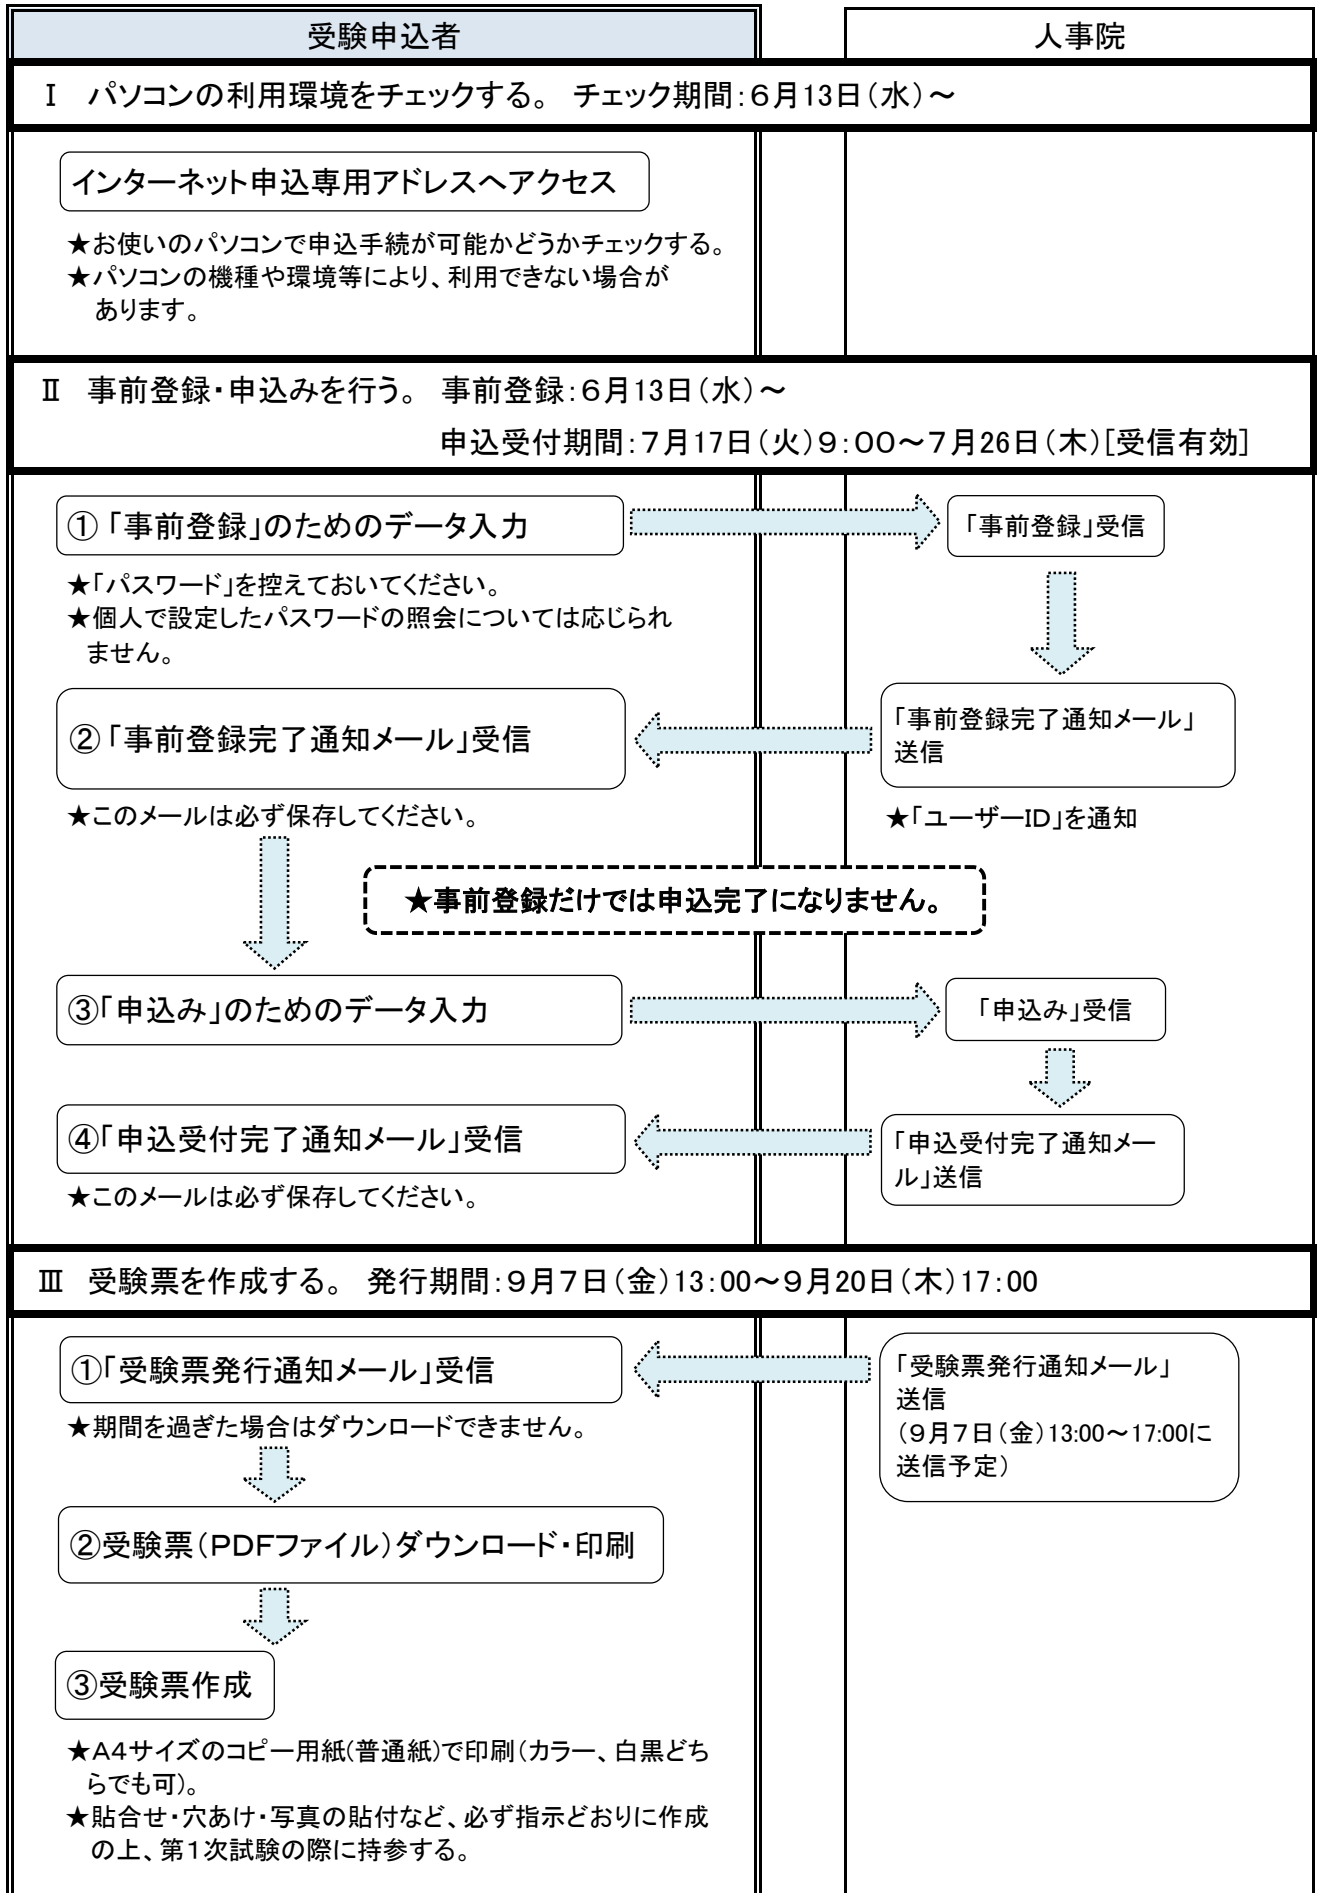 受験申込者
人事院
Ⅰ パソコンの利用環境をチェックする。 チェック期間:6月13日(水)~
インターネット申込専用アドレスへアクセス
★お使いのパソコンで申込手続が可能かどうかチェックする。
★パソコンの機種や環境等により、利用できない場合が
あります。
Ⅱ 事前登録・申込みを行う。 事前登録:6月13日(水)~
申込受付期間:7月17日(火)9:00~7月26日(木)[受信有効]
①「事前登録」のためのデータ入力
「事前登録」受信
★「パスワード」を控えておいてください。
★個人で設定したパスワードの照会については応じられ
ません。
②「事前登録完了通知メール」受信
「事前登録完了通知メール」
送信
★このメールは必ず保存してください。
★「ユーザーID」を通知
★事前登録だけでは申込完了になりません。
③「申込み」のためのデータ入力
「申込み」受信
④「申込受付完了通知メール」受信
「申込受付完了通知メー
ル」送信
★このメールは必ず保存してください。
Ⅲ 受験票を作成する。 発行期間:9月7日(金)13:00~9月20日(木)17:00
①「受験票発行通知メール」受信
「受験票発行通知メール」
送信
(9月7日(金)13:00~17:00に
送信予定)
★期間を過ぎた場合はダウンロードできません。
②受験票(PDFファイル)ダウンロード・印刷
③受験票作成
★A4サイズのコピー用紙(普通紙)で印刷(カラー、白黒どち
らでも可)。
★貼合せ・穴あけ・写真の貼付など、必ず指示どおりに作成
の上、第1次試験の際に持参する。